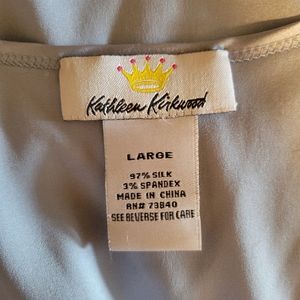 Kathleen Kirkwood
LARGE
97% SILK
3% SPANDEX
MADE IN CHINA
RN# 73840
SEE REVERSE FOR CARE